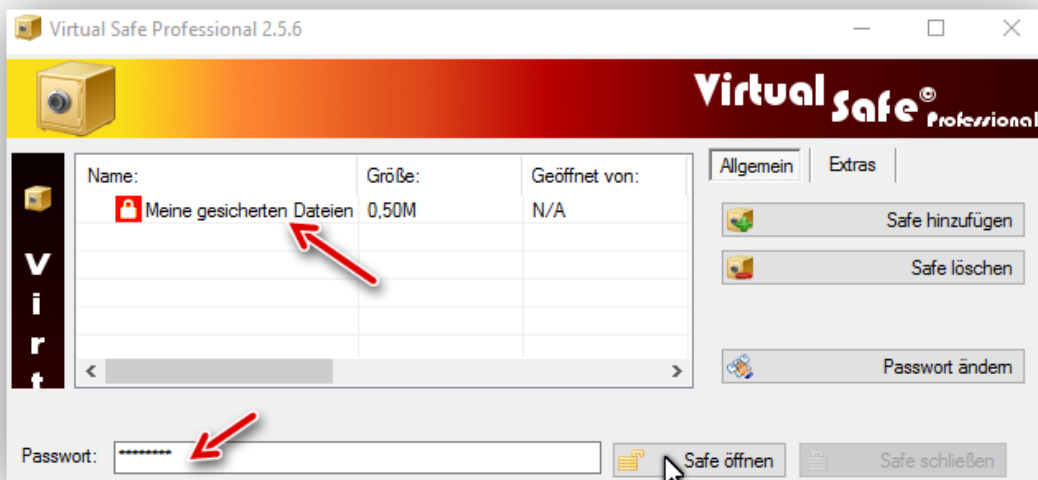 Virtual Safe Professional 2.5.6
Virtual Safe© Professional
Allgemein Extras
Name: Größe: Geöffnet von:
Meine gesicherten Dateien 0,50M N/A
Safe hinzufügen
Safe löschen
Passwort ändern
V
i
r
t
Passwort: ******** Safe öffnen Safe schließen